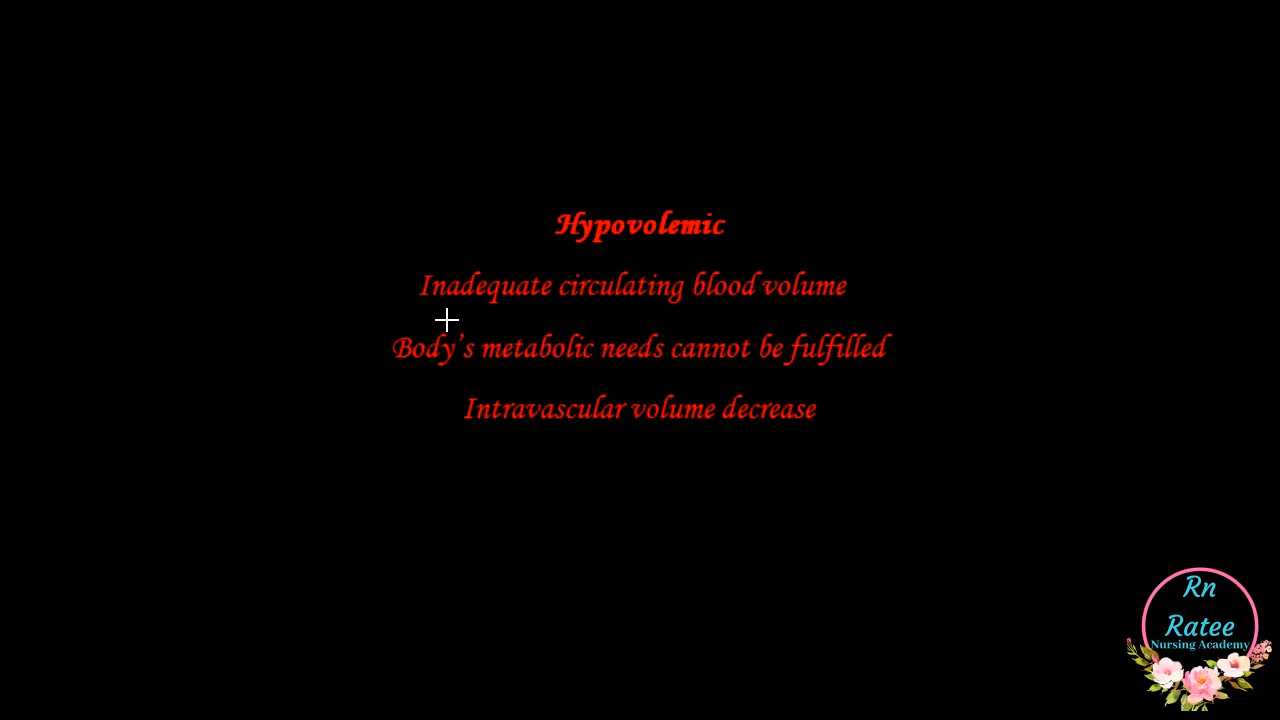 Hypovolemic
Inadequate circulating blood volume
Body's metabolic needs cannot be fulfilled
Intravascular volume decrease
Rn
Ratee
Nursing Academy